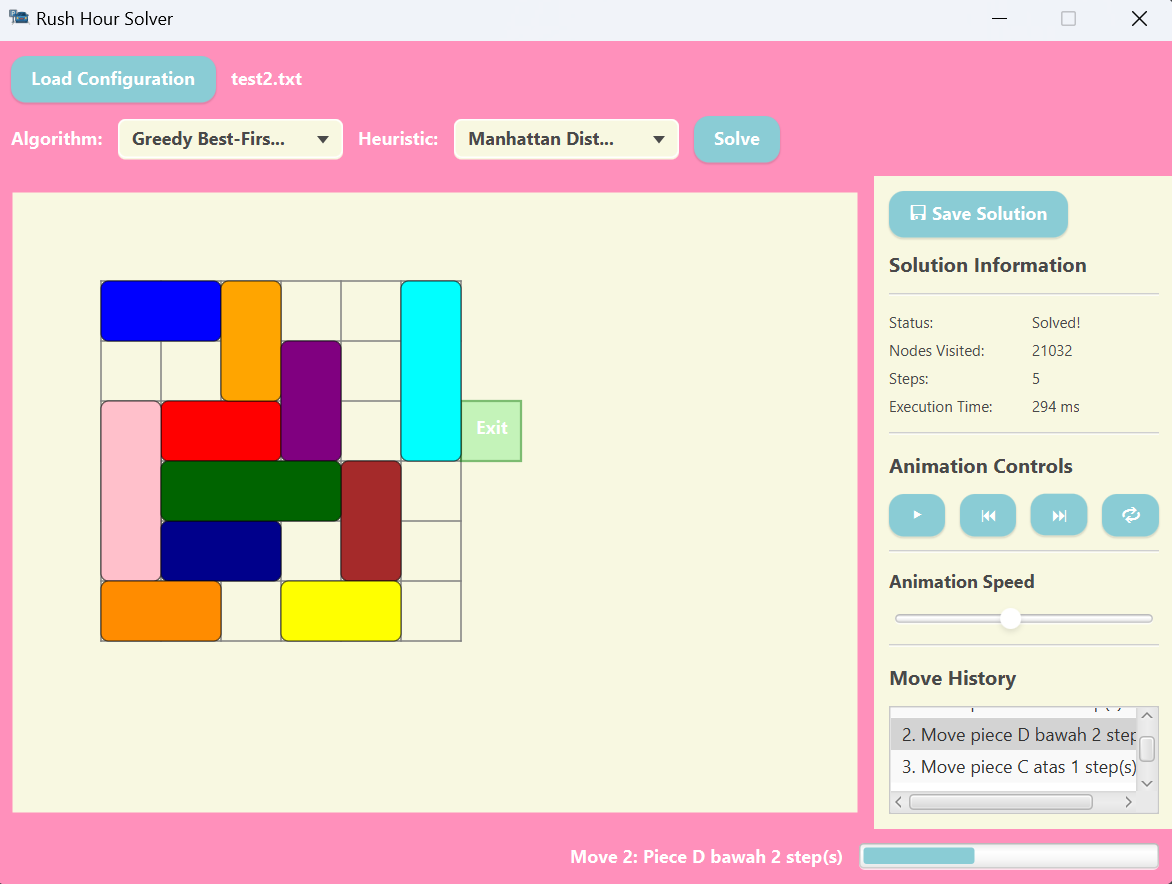 Rush Hour Solver
Load Configuration test2.txt
Algorithm: Greedy Best-Firs... Heuristic: Manhattan Dist... Solve
Save Solution
Solution Information
Status: Solved!
Nodes Visited: 21032
Steps: 5
Execution Time: 294 ms
Exit
Animation Controls
Animation Speed
Move History
2. Move piece D bawah 2 step
3. Move piece C atas 1 step(s)
Move 2: Piece D bawah 2 step(s)